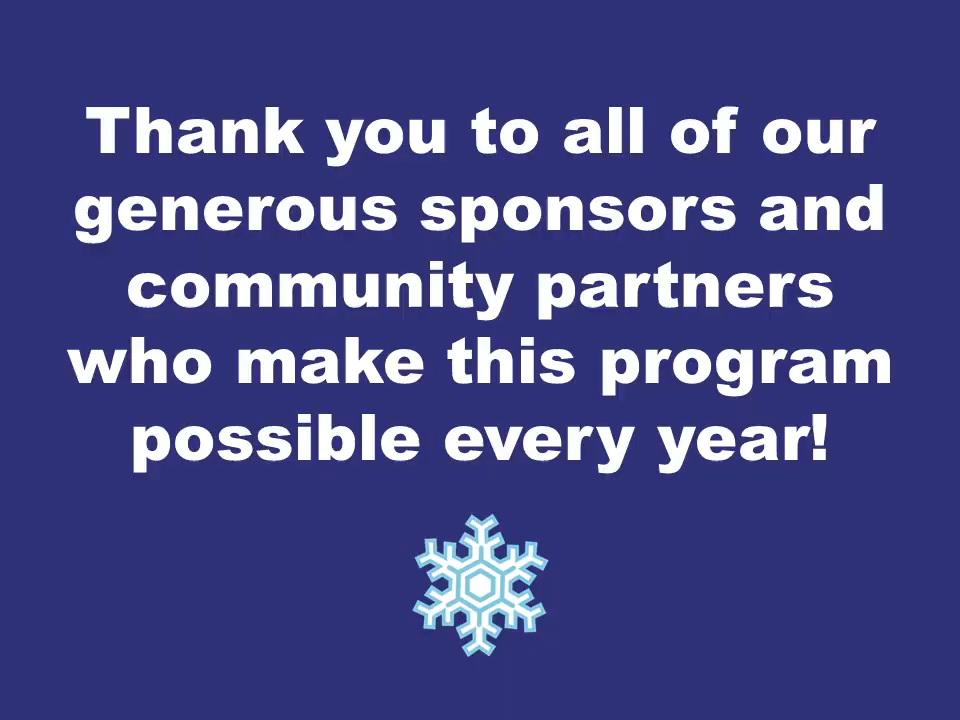 Thank you to all of our
generous sponsors and
community partners
who make this program
possible every year!